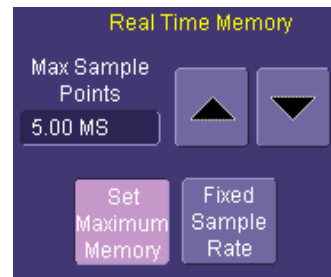 Real Time Memory
Max Sample
Points
5.00 MS
Set
Maximum
Memory
Fixed
Sample
Rate